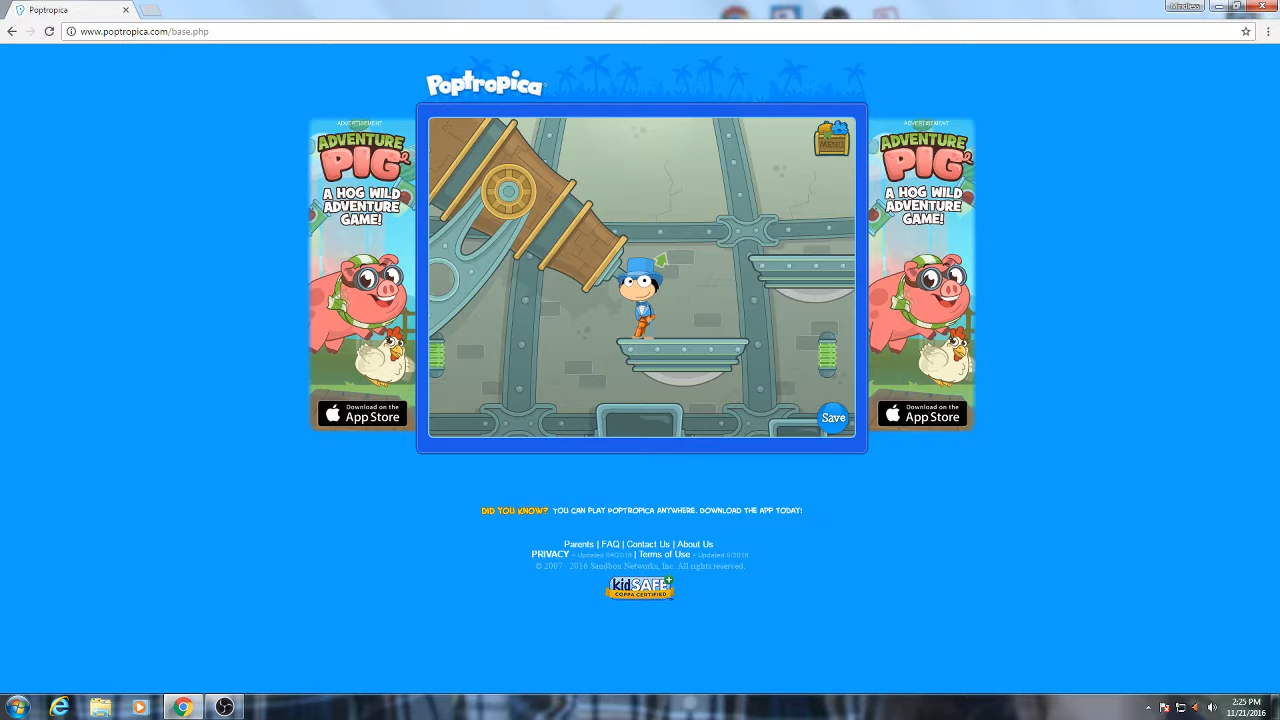 Poptropica
Mindless
www.poptropica.com/base.php
Poptropica
ADVERTISEMENT
ADVENTURE
PIG
A HOG WILD
ADVENTURE
GAME!
Download on the
App Store
MENU
Save
ADVERTISEMENT
ADVENTURE
PIG
A HOG WILD
ADVENTURE
GAME!
Download on the
App Store
DID YOU KNOW? YOU CAN PLAY POPTROPICA ANYWHERE. DOWNLOAD THE APP TODAY!
Parents | FAQ | Contact Us | About Us
PRIVACY - Updated 84/2016 | Terms of Use - Updated 6/2016
© 2007 - 2016 Sandbox Networks, Inc. All rights reserved.
kidSAFE
COPPA CERTIFIED
2:25 PM
11/21/2016